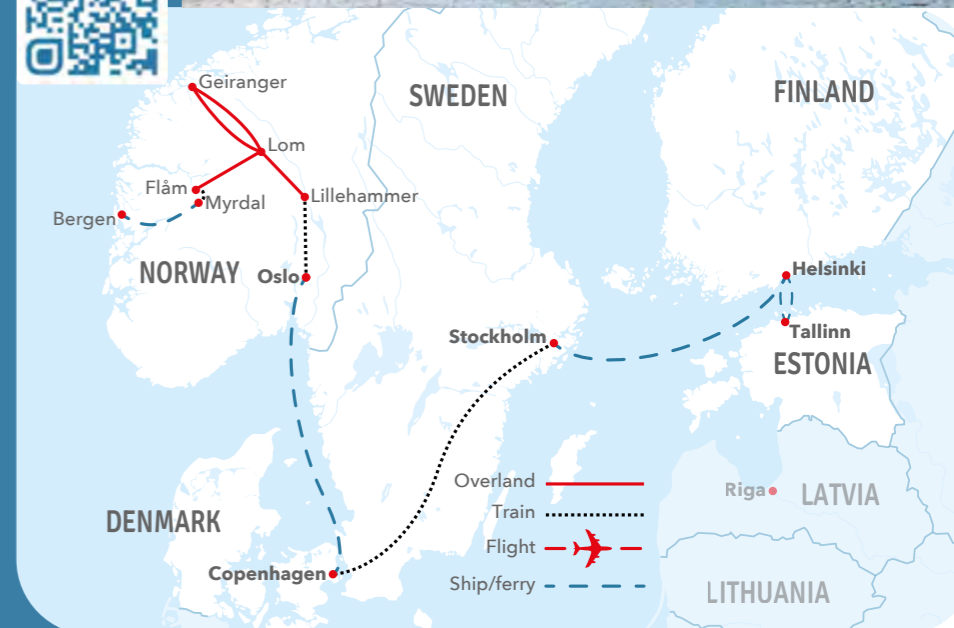 Geiranger
SWEDEN
FINLAND
Lom
Flåm
Myrdal
Lillehammer
Bergen
NORWAY
Oslo
Helsinki
Stockholm
Tallinn
ESTONIA
Overland
Train
Flight
Ship/ferry
Riga
LATVIA
DENMARK
Copenhagen
LITHUANIA